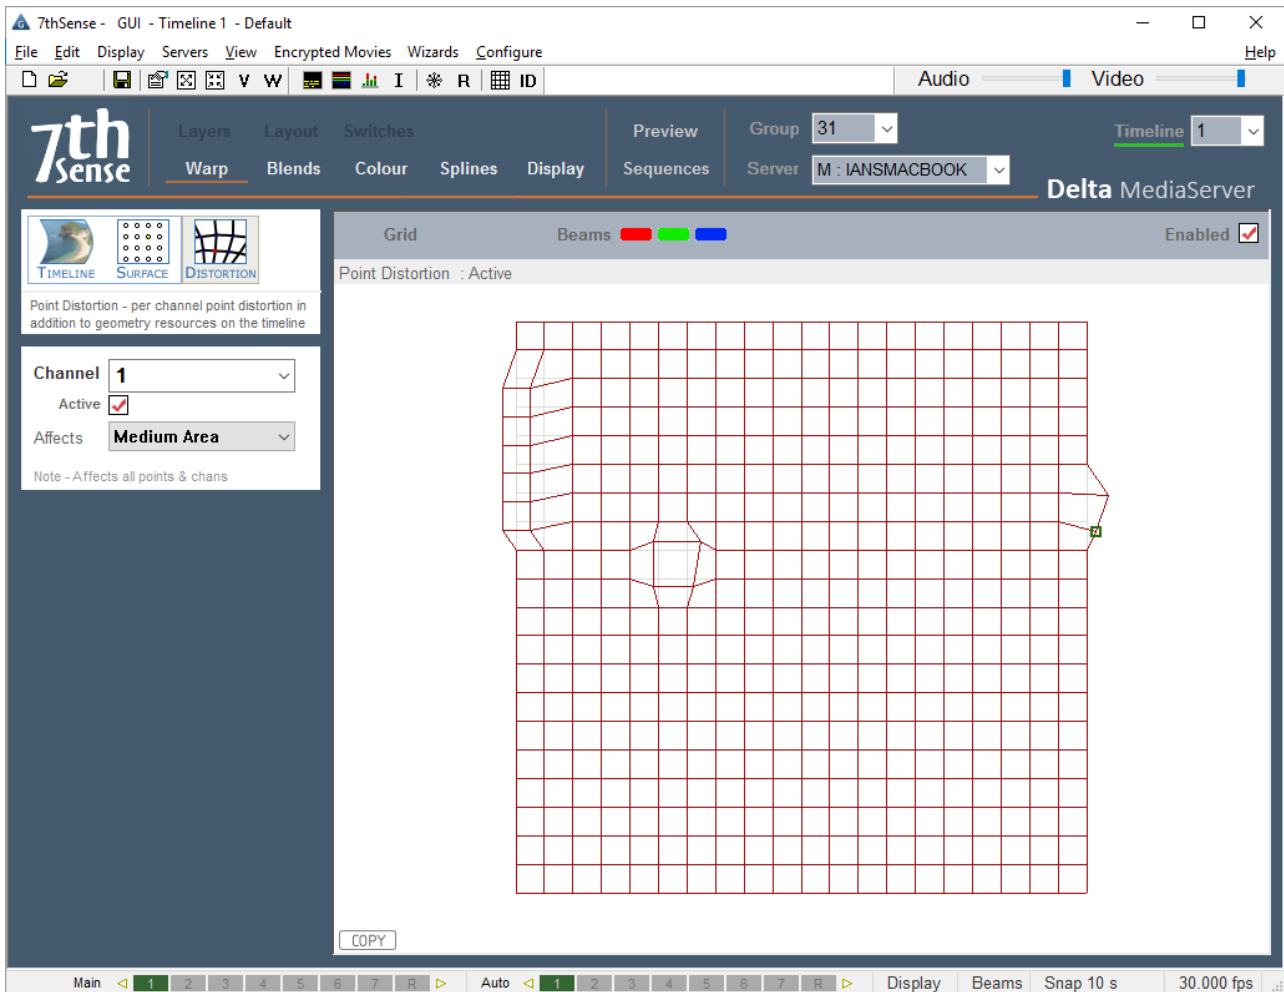 7thSense - GUI - Timeline 1 - Default
File Edit Display Servers View Encrypted Movies Wizards Configure Help
V W I R ID Audio Video
7th Sense
Layers Layout Switches Preview Group 31 Timeline 1
Warp Blends Colour Splines Display Sequences Server M : IANSMACBOOK
Delta MediaServer
TIMELINE SURFACE DISTORTION
Grid Beams Enabled
Point Distortion : Active
Point Distortion - per channel point distortion in
addition to geometry resources on the timeline
Channel 1
Active
Affects Medium Area
Note - Affects all points & chans
COPY
Main 1 2 3 4 5 6 7 R Auto 1 2 3 4 5 6 7 R Display Beams Snap 10 s 30.000 fps